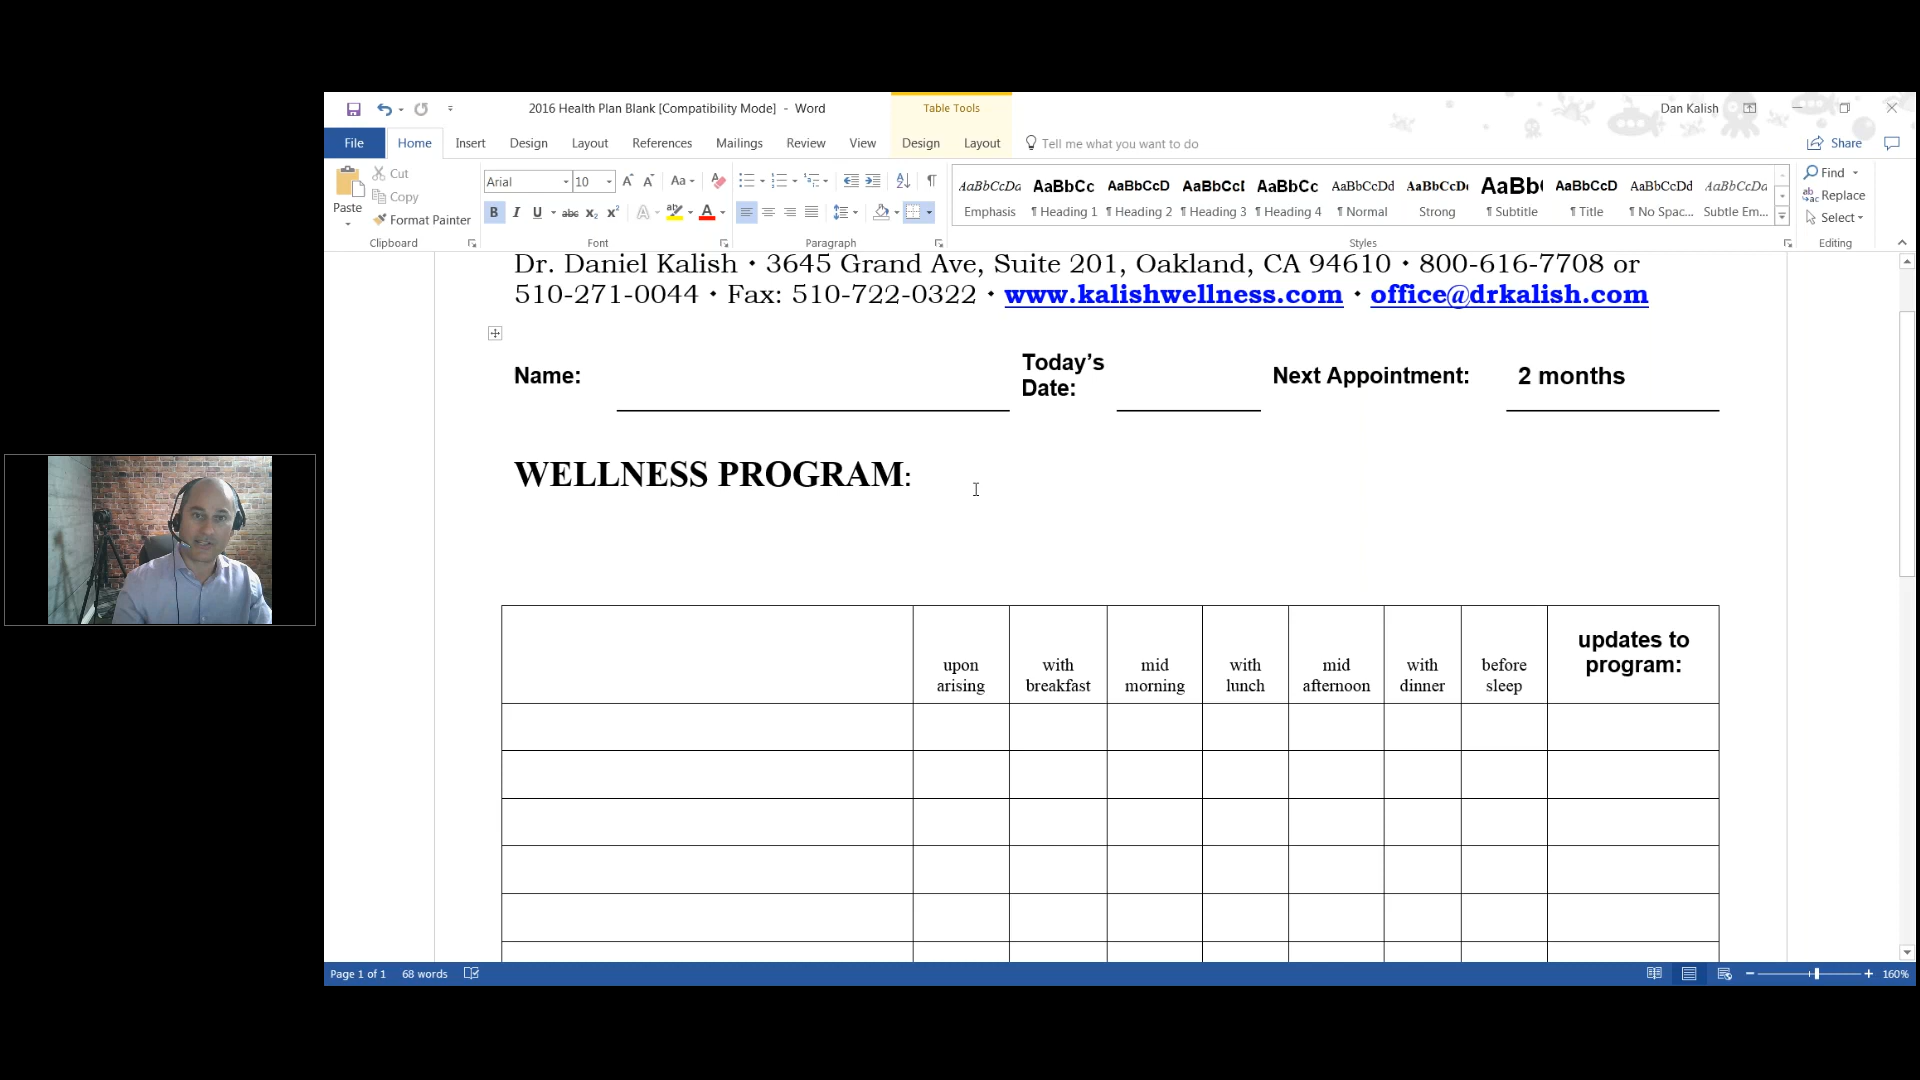 2016 Health Plan Blank [Compatibility Mode] - Word
Table Tools
Dan Kalish
File
Home
Insert
Design
Layout
References
Mailings
Review
View
Design
Layout
Tell me what you want to do
Share
Paste
Cut
Copy
Format Painter
Clipboard
Arial
10
Font
Paragraph
AaBbCcDd AaBbCc AaBbCcD AaBbCcI AaBbCc AaBbCcDd AaBbCcDc AaBb( AaBbCcD AaBbCcDd AaBbCcDd
Emphasis ¶ Heading 1 ¶ Heading 2 ¶ Heading 3 ¶ Heading 4 ¶ Normal Strong ¶ Subtitle ¶ Title ¶ No Spac... Subtle Em...
Styles
Find
Replace
Select
Editing
Dr. Daniel Kalish • 3645 Grand Ave, Suite 201, Oakland, CA 94610 • 800-616-7708 or
510-271-0044 • Fax: 510-722-0322 • www.kalishwellness.com • office@drkalish.com
Name:
Today’s
Date:
Next Appointment: 2 months
WELLNESS PROGRAM:
upon
arising
with
breakfast
mid
morning
with
lunch
mid
afternoon
with
dinner
before
sleep
updates to
program:
Page 1 of 1
68 words
160%